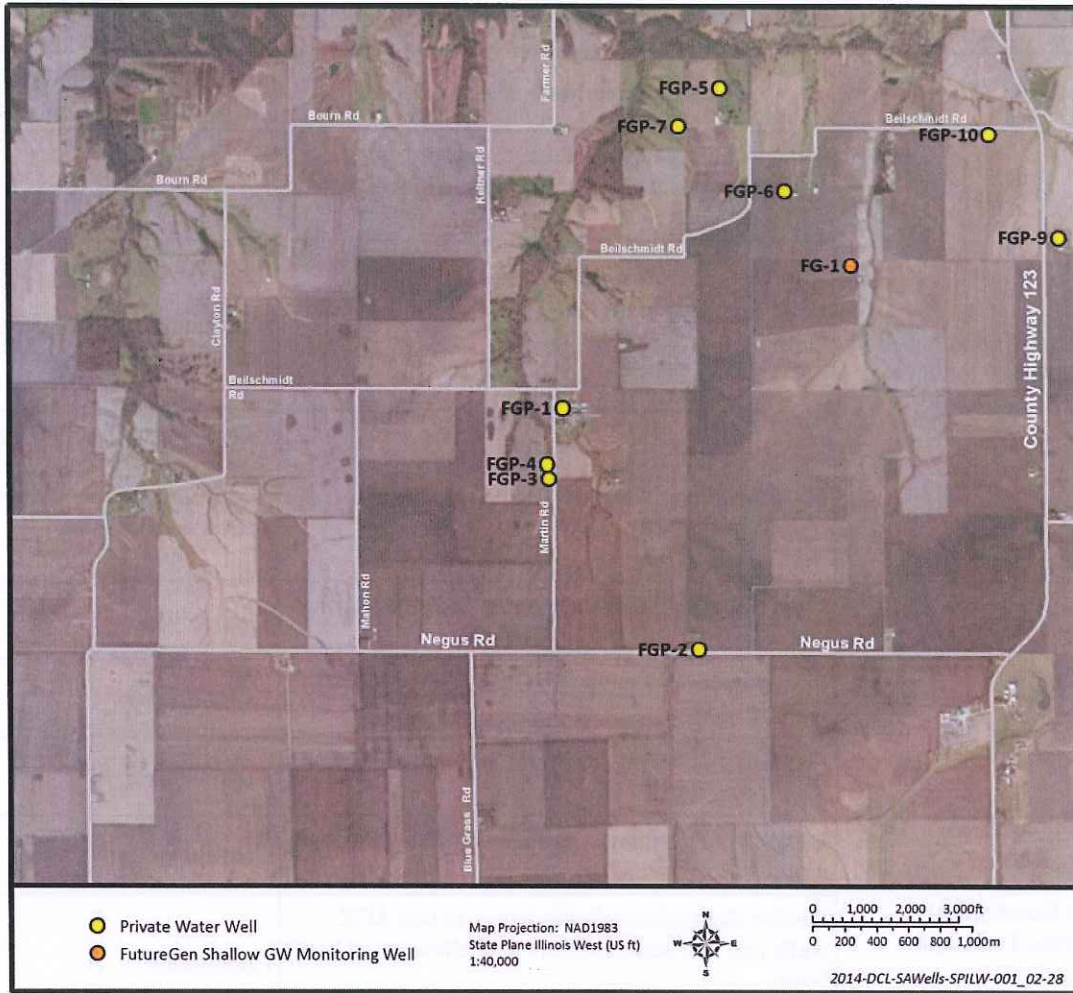 Farmer Rd
FGP-5
Bourn Rd
FGP-7
Beilschmidt Rd
FGP-10
Bourn Rd
Keltner Rd
FGP-6
Beilschmidt Rd
FGP-9
FG-1
Clayton Rd
County Highway 123
Beilschmidt
Rd
FGP-1
FGP-4
FGP-3
Martin Rd
Mahon Rd
Negus Rd
FGP-2
Negus Rd
Blue Grass Rd
Private Water Well
FutureGen Shallow GW Monitoring Well
Map Projection: NAD1983
State Plane Illinois West (US ft)
1:40,000
N
W E
S
0 1,000 2,000 3,000ft
0 200 400 600 800 1,000m
2014-DCL-SAWells-SPILW-001_02-28